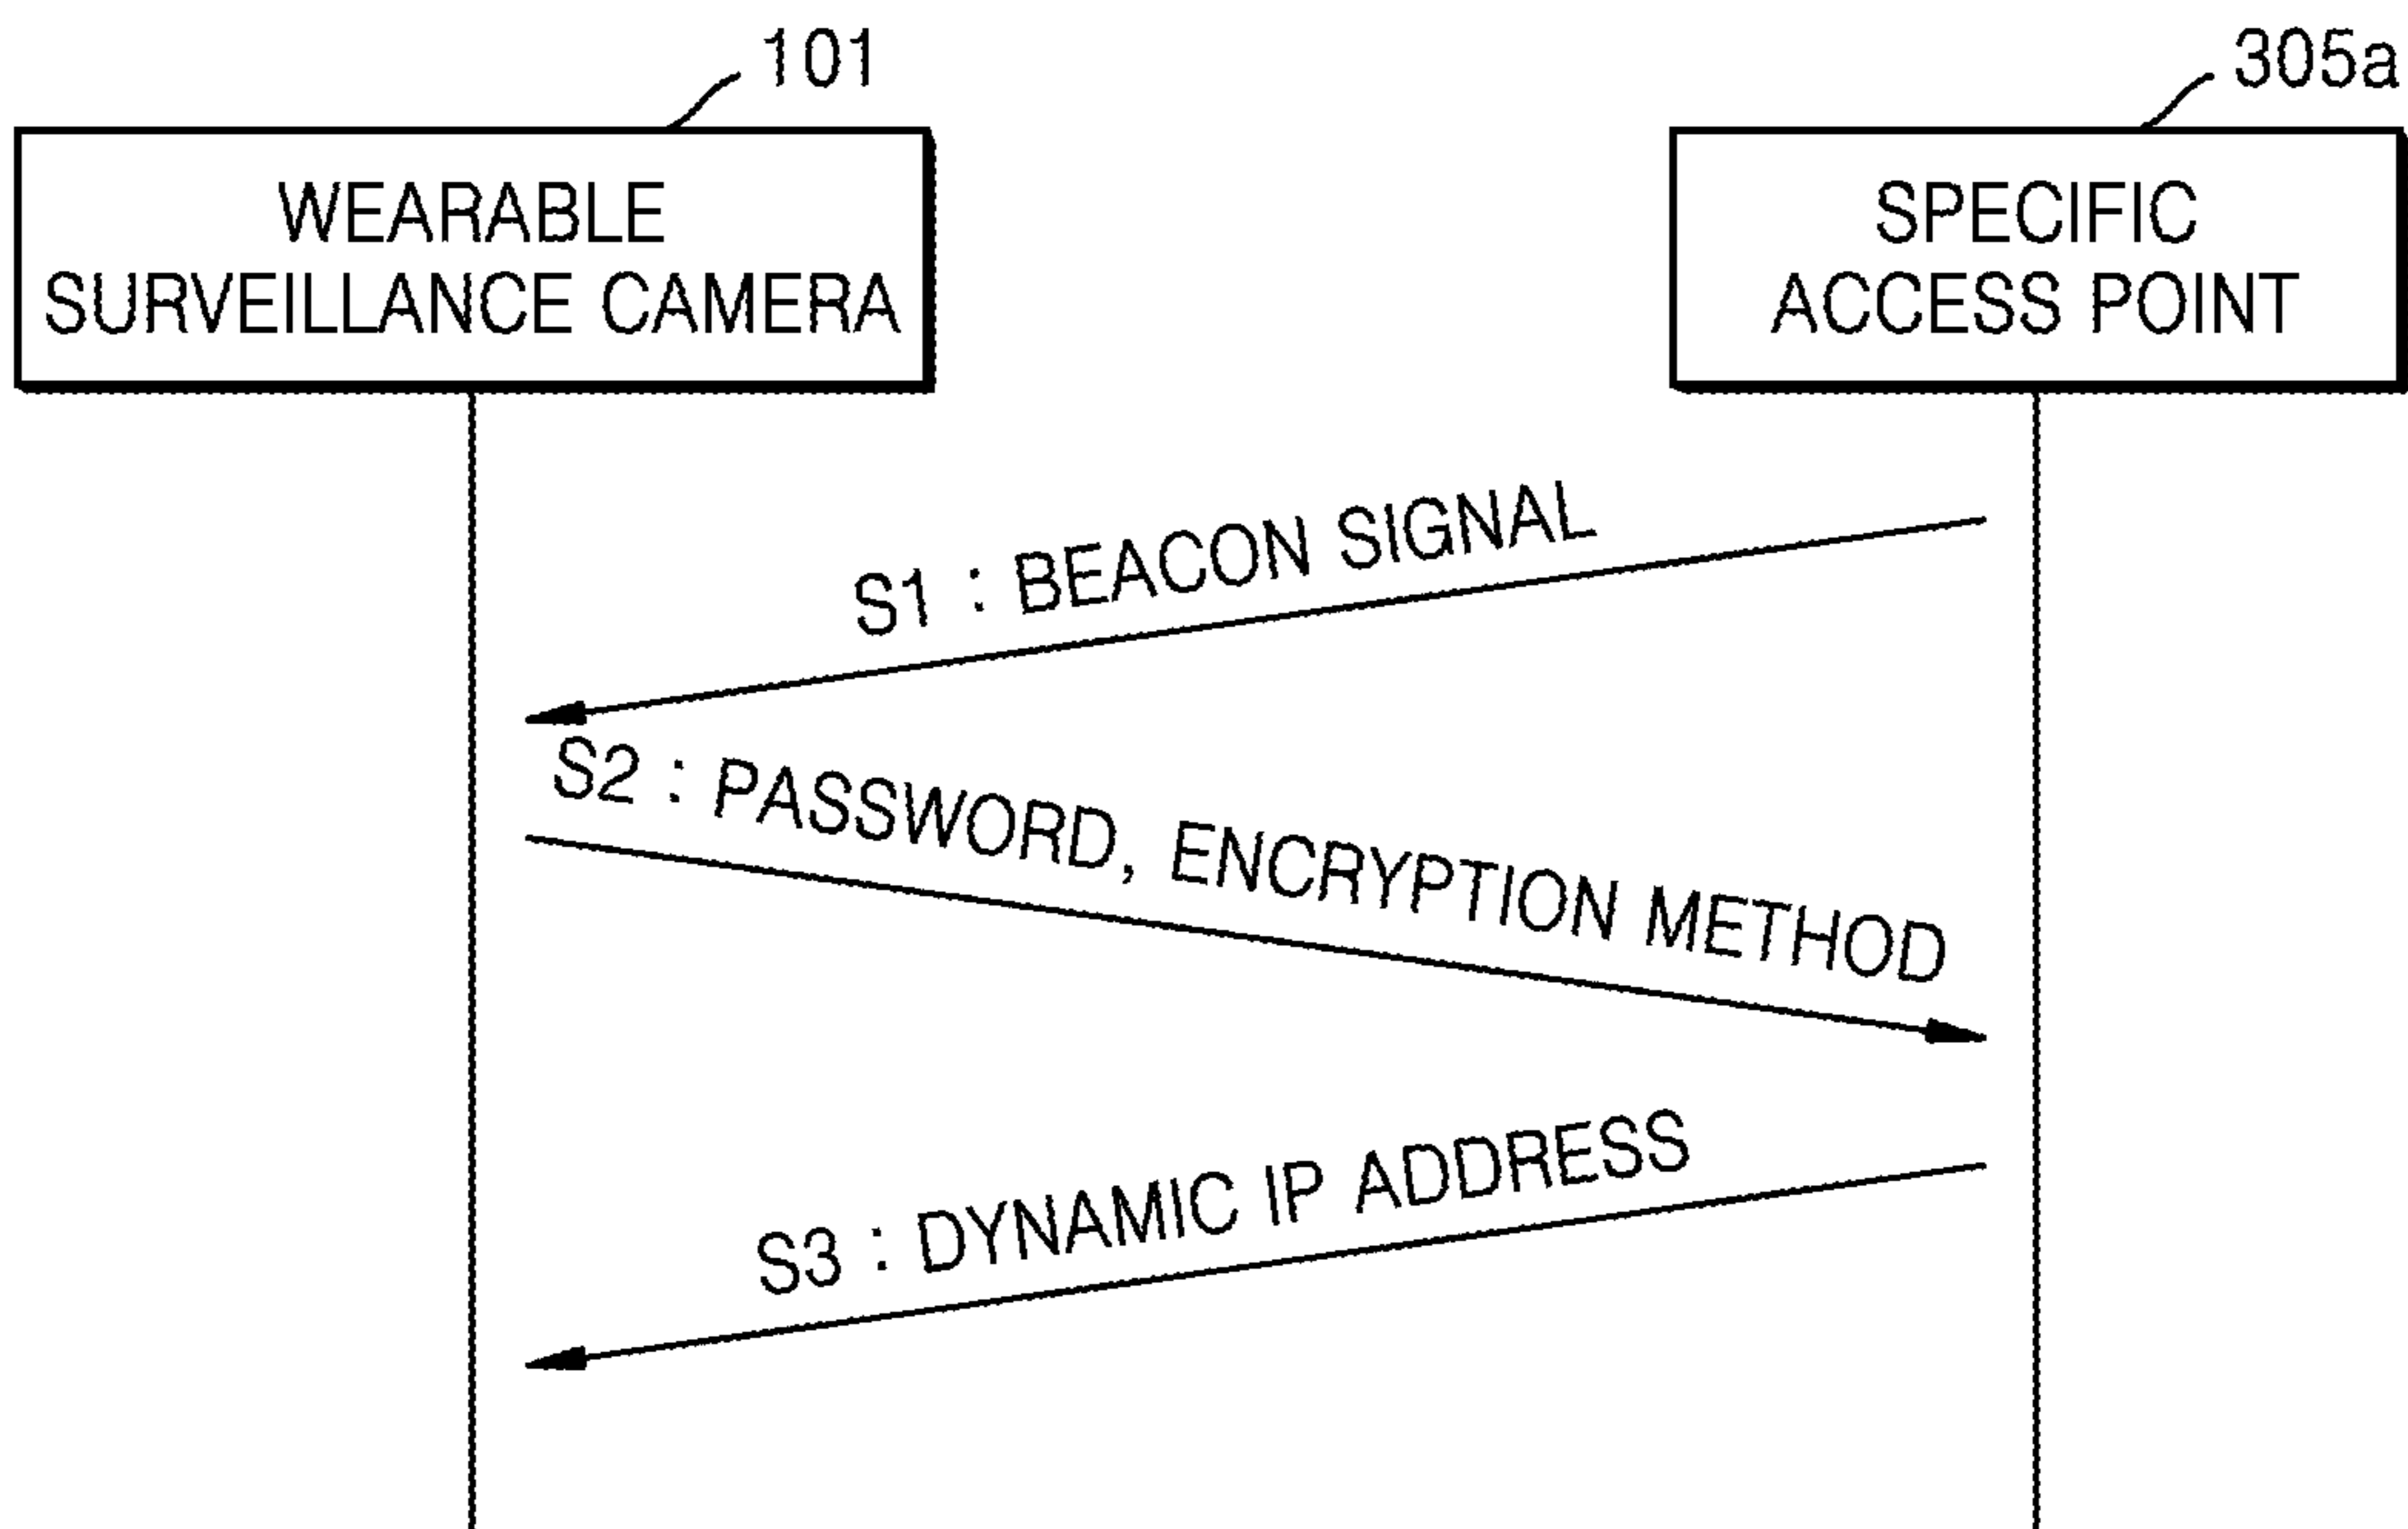 101
305a
WEARABLE
SURVEILLANCE CAMERA
SPECIFIC
ACCESS POINT
S1 : BEACON SIGNAL
S2 : PASSWORD, ENCRYPTION METHOD
S3 : DYNAMIC IP ADDRESS